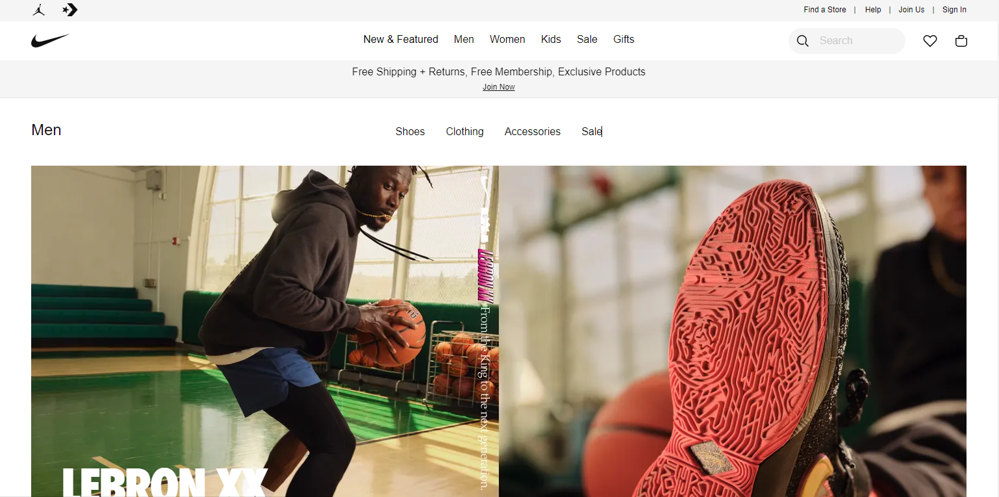 Find a Store | Help | Join Us | Sign In
New & Featured Men Women Kids Sale Gifts
Search
Free Shipping + Returns, Free Membership, Exclusive Products
Join Now
Men
Shoes Clothing Accessories Sale
LEBRON XX
From the King to the next generation.
LEBRON XX